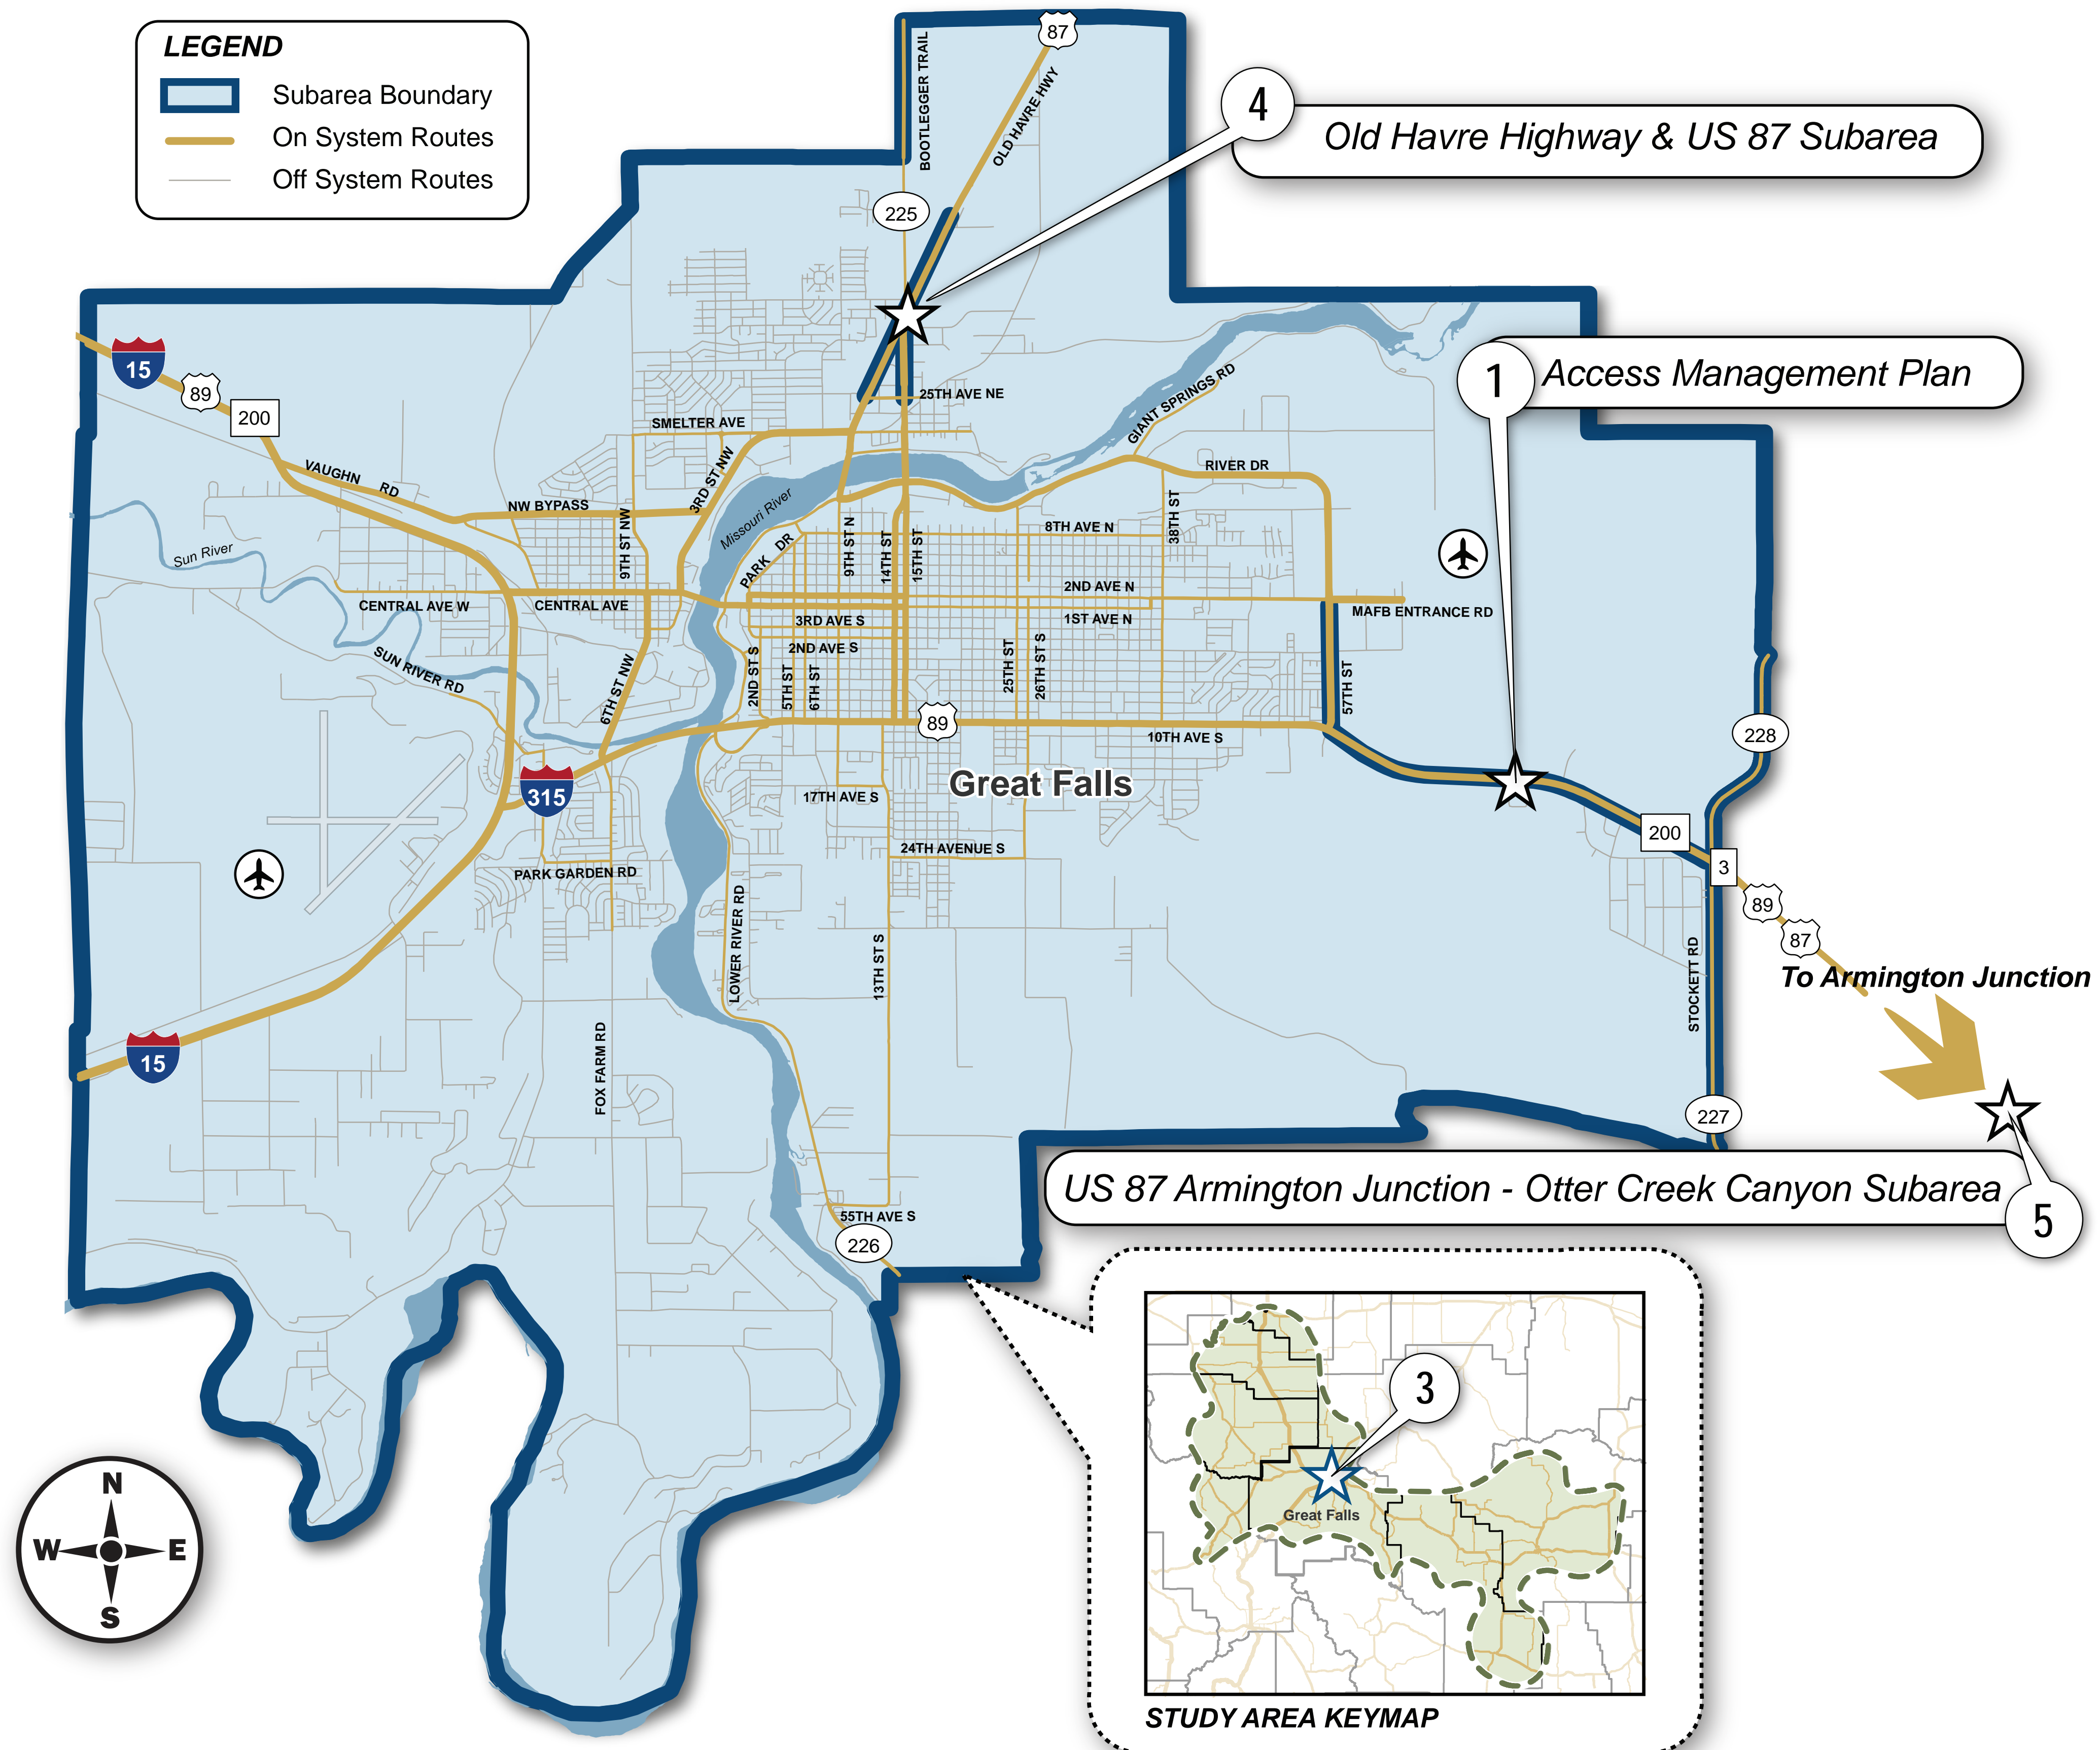 LEGEND
Subarea Boundary
On System Routes
Off System Routes
87
BOOTLEGGER TRAIL
OLD HAVRE HWY
4
Old Havre Highway & US 87 Subarea
225
15
89
200
1
Access Management Plan
25TH AVE NE
GIANT SPRINGS RD
SMELTER AVE
VAUGHN RD
3RD ST NW
RIVER DR
NW BYPASS
Missouri River
9TH ST NW
PARK DR
9TH ST N
14TH ST
15TH ST
8TH AVE N
38TH ST
Sun River
2ND AVE N
CENTRAL AVE W
CENTRAL AVE
MAFB ENTRANCE RD
3RD AVE S
1ST AVE N
2ND AVE S
SUN RIVER RD
6TH ST NW
2ND ST S
5TH ST
6TH ST
25TH ST
26TH ST S
57TH ST
89
10TH AVE S
228
Great Falls
315
17TH AVE S
200
24TH AVENUE S
3
PARK GARDEN RD
89
87
LOWER RIVER RD
13TH ST S
STOCKETT RD
To Armington Junction
15
FOX FARM RD
227
US 87 Armington Junction - Otter Creek Canyon Subarea
5
55TH AVE S
226
3
Great Falls
STUDY AREA KEYMAP
N
W
E
S